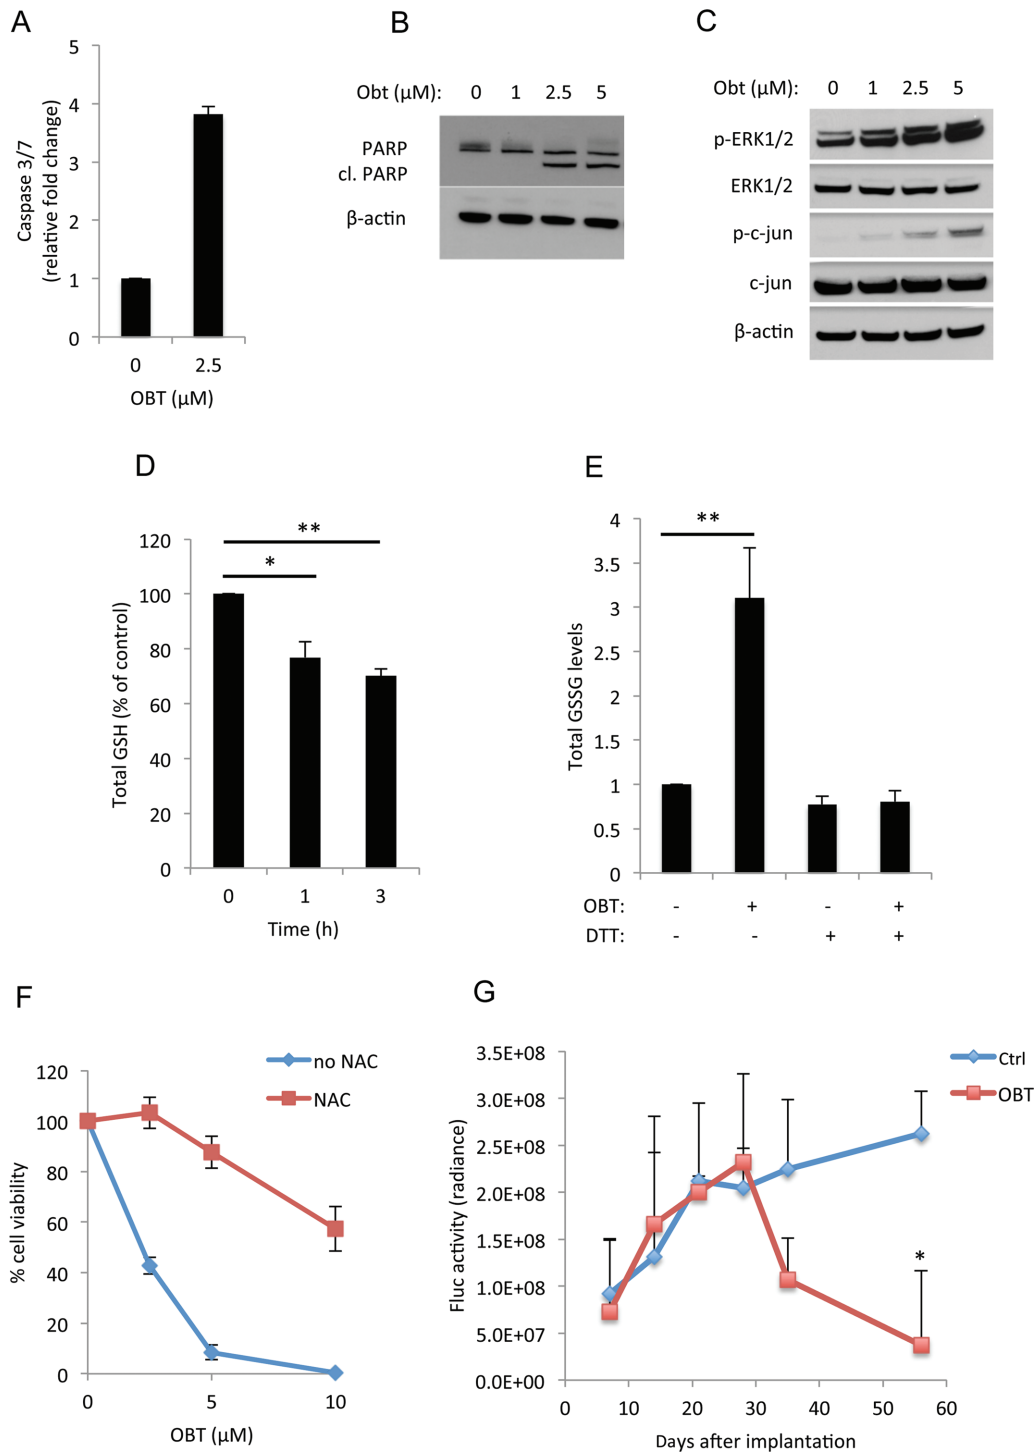 A
5
4
3
2
1
0
Caspase 3/7
(relative fold change)
0 2.5
OBT (μM)
B
Obt (μM): 0 1 2.5 5
PARP
cl. PARP
β-actin
C
Obt (μM): 0 1 2.5 5
p-ERK1/2
ERK1/2
p-c-jun
c-jun
β-actin
D
**
*
120
100
80
60
40
20
0
Total GSH (% of control)
0 1 3
Time (h)
E
**
4
3.5
3
2.5
2
1.5
1
0.5
0
Total GSSG levels
OBT: - + - +
DTT: - - + +
F
no NAC
NAC
120
100
80
60
40
20
0
% cell viability
0 5 10
OBT (μM)
G
Ctrl
OBT
3.5E+08
3.0E+08
2.5E+08
2.0E+08
1.5E+08
1.0E+08
5.0E+07
0.0E+00
Fluc activity (radiance)
*
0 10 20 30 40 50 60
Days after implantation